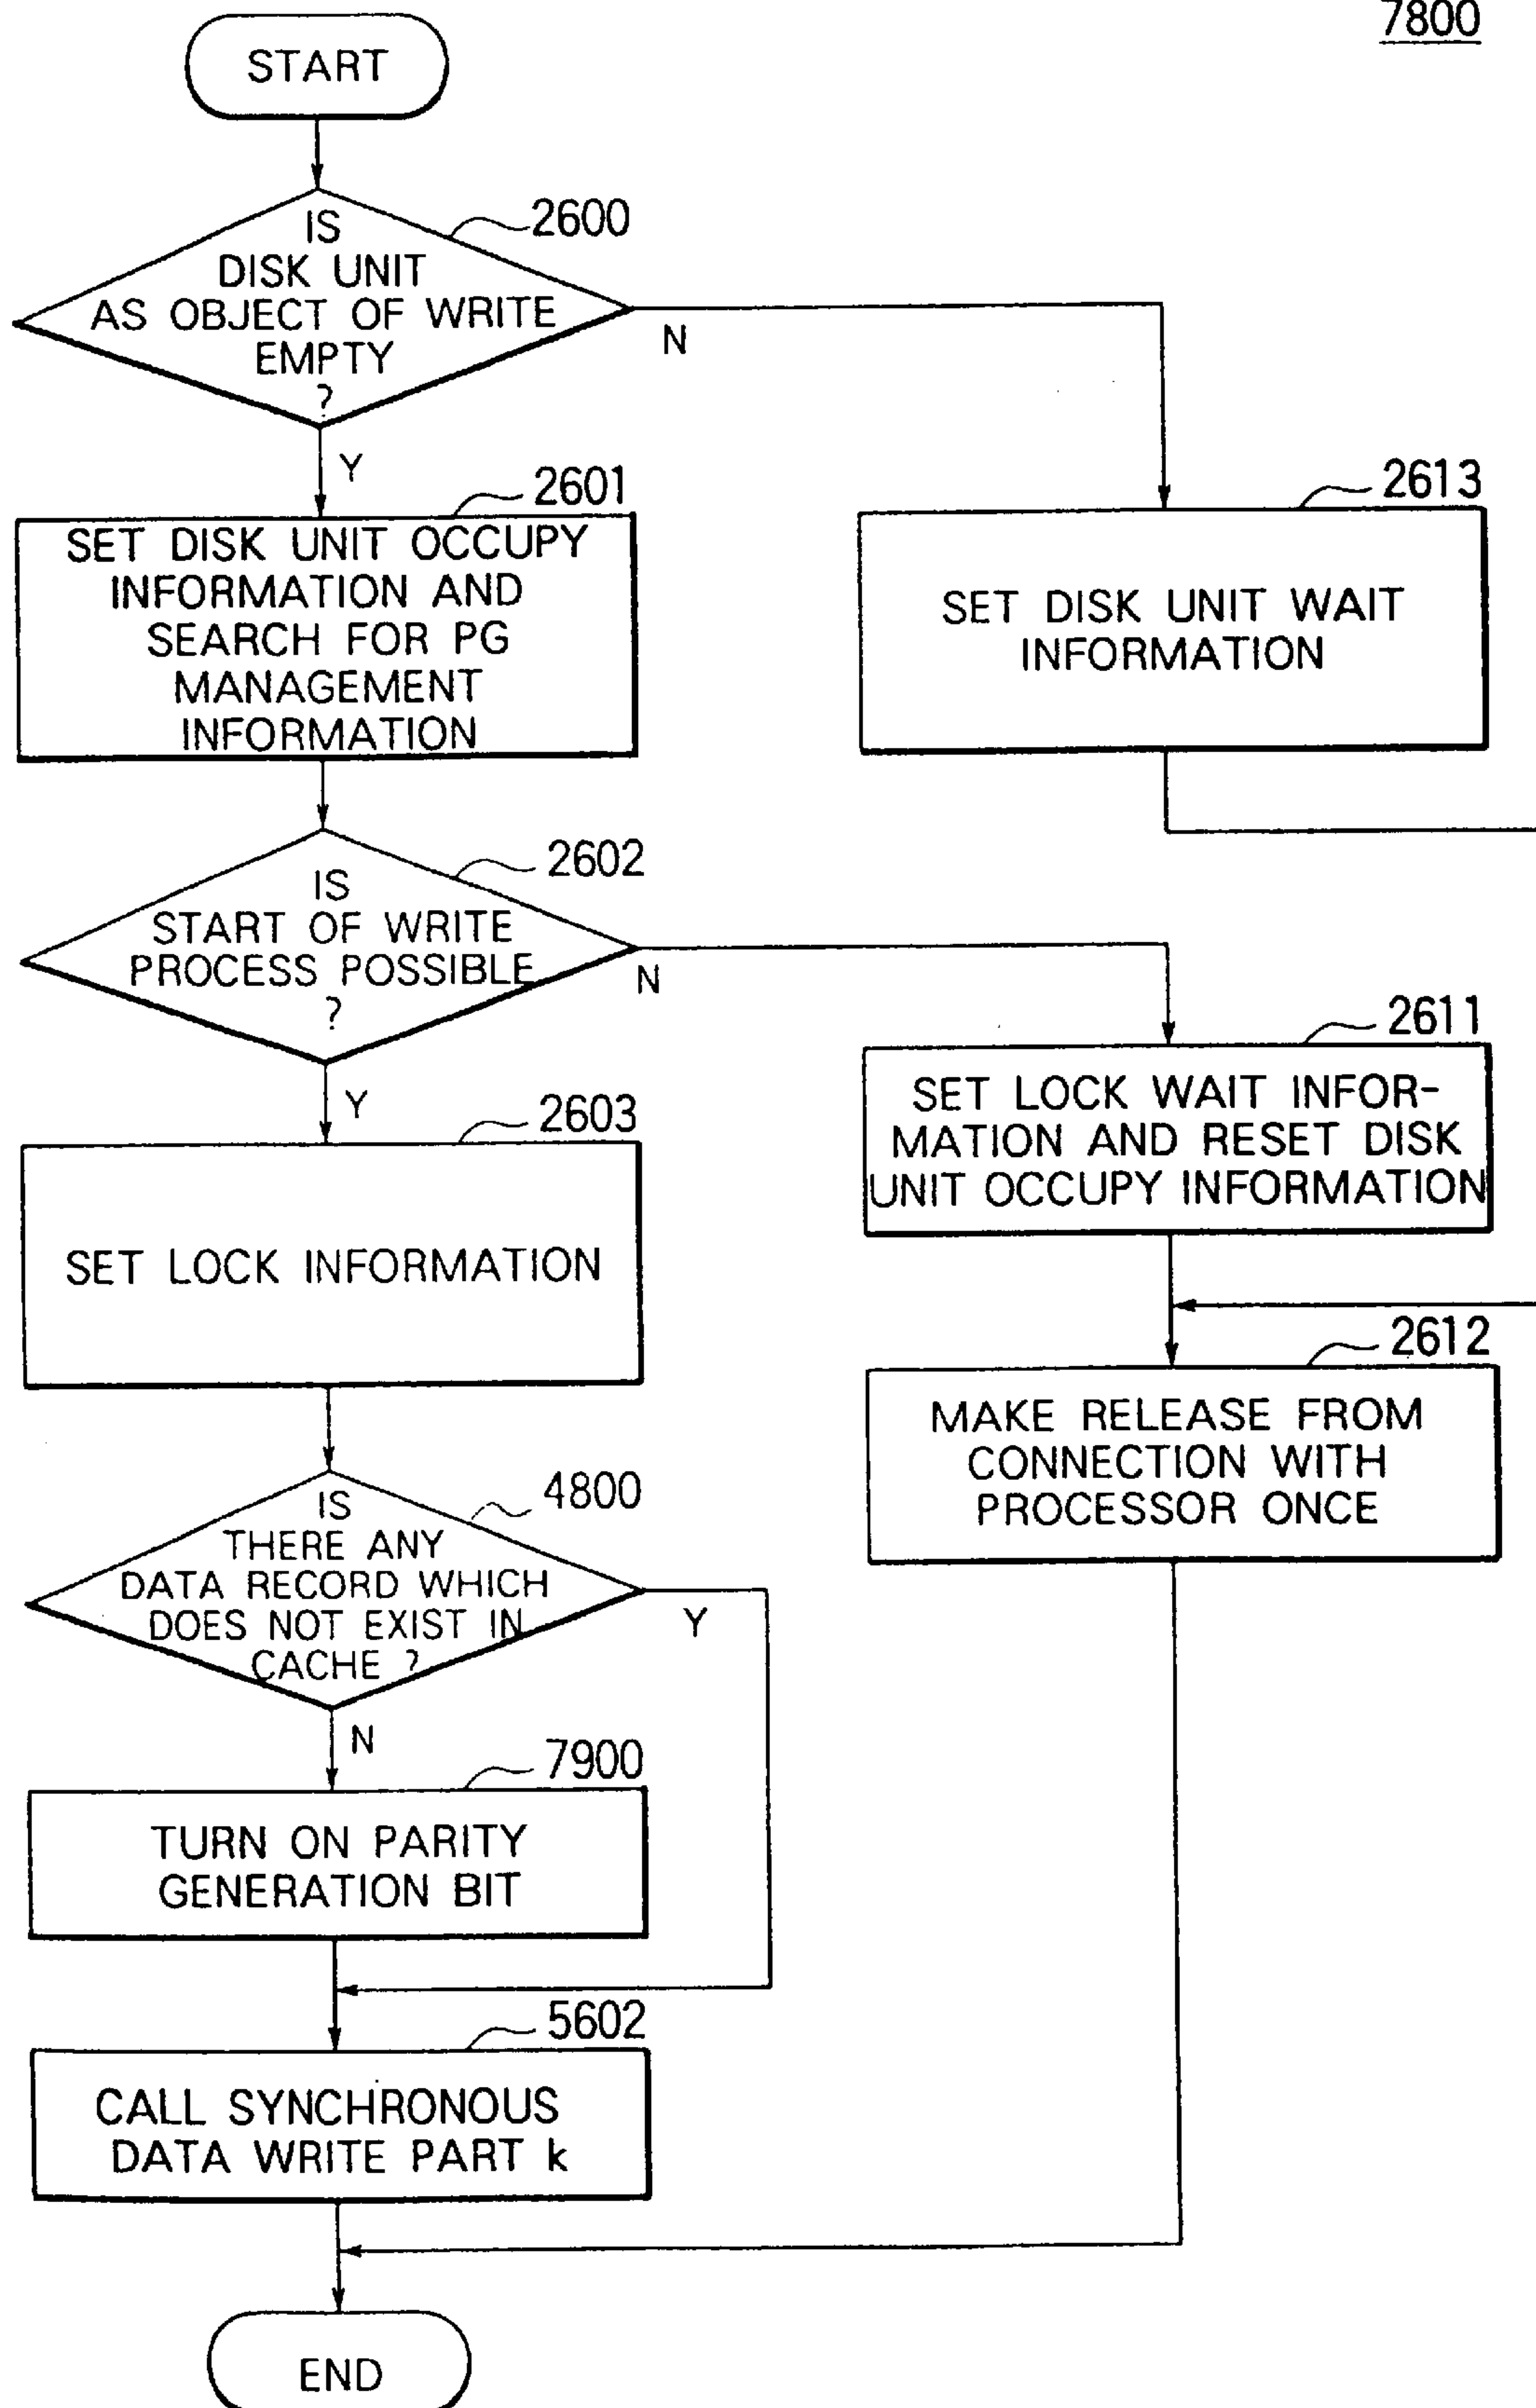 7800
START
2600
IS
DISK UNIT
AS OBJECT OF WRITE
EMPTY
?
N
Y
2601
SET DISK UNIT OCCUPY
INFORMATION AND
SEARCH FOR PG
MANAGEMENT
INFORMATION
2613
SET DISK UNIT WAIT
INFORMATION
2602
IS
START OF WRITE
PROCESS POSSIBLE
?
N
Y
2611
SET LOCK WAIT INFOR-
MATION AND RESET DISK
UNIT OCCUPY INFORMATION
2603
SET LOCK INFORMATION
2612
MAKE RELEASE FROM
CONNECTION WITH
PROCESSOR ONCE
4800
IS
THERE ANY
DATA RECORD WHICH
DOES NOT EXIST IN
CACHE ?
Y
N
7900
TURN ON PARITY
GENERATION BIT
5602
CALL SYNCHRONOUS
DATA WRITE PART k
END